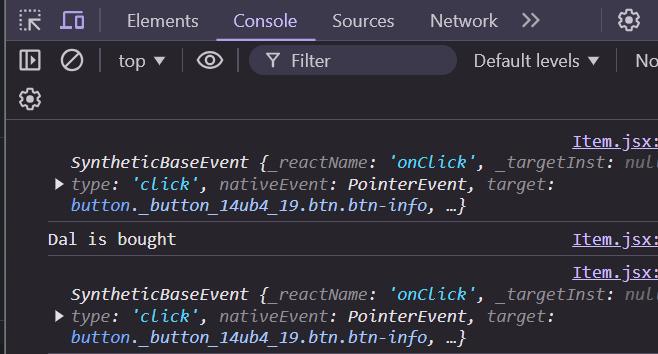 Elements Console Sources Network
top Filter Default levels No
Item.jsx:
SyntheticBaseEvent {_reactName: 'onClick', _targetInst: nul
type: 'click', nativeEvent: PointerEvent, target:
button._button_14ub4_19.btn.btn-info, …}
Dal is bought Item.jsx:
Item.jsx:
SyntheticBaseEvent {_reactName: 'onClick', _targetInst: nul
type: 'click', nativeEvent: PointerEvent, target:
button._button_14ub4_19.btn.btn-info, …}